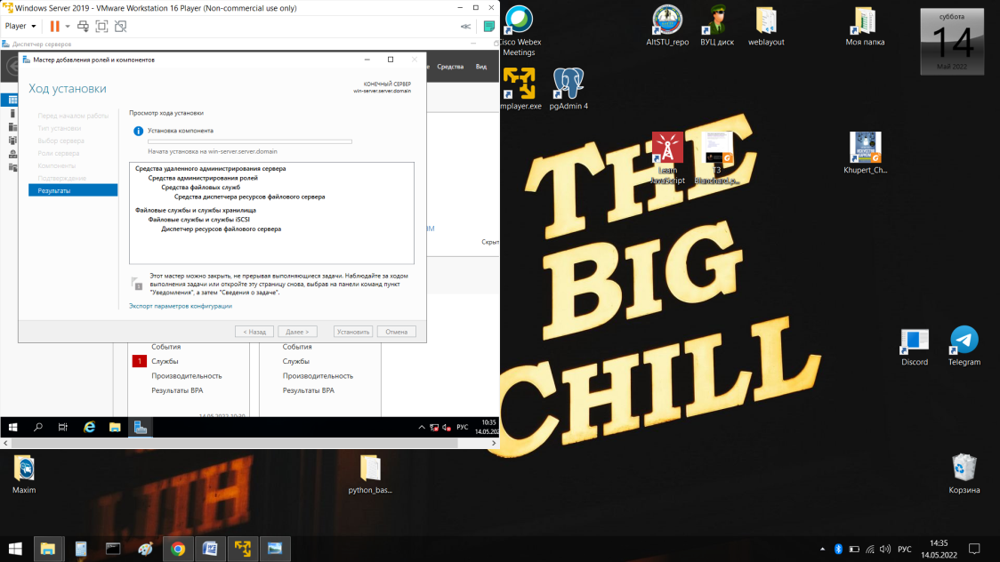 Windows Server 2019 - VMware Workstation 16 Player (Non-commercial use only)
Player
Диспетчер серверов
Мастер добавления ролей и компонентов
Средства
Вид
Ход установки
КОНЕЧНЫЙ СЕРВЕР
win-server.server.domain
Перед началом работы
Тип установки
Выбор сервера
Роли сервера
Компоненты
Подтверждение
Результаты
Просмотр хода установки
Установка компонента
Начата установка на win-server.server.domain
Средства удаленного администрирования сервера
Средства администрирования ролей
Средства файловых служб
Средства диспетчера ресурсов файлового сервера
Файловые службы и службы хранилища
Файловые службы и службы iSCSI
Диспетчер ресурсов файлового сервера
Этот мастер можно закрыть, не прерывая выполняющиеся задачи. Наблюдайте за ходом
выполнения задачи или откройте эту страницу снова, выбрав на панели команд пункт
"Уведомления", а затем "Сведения о задаче".
Экспорт параметров конфигурации
< Назад
Далее >
Установить
Отмена
Скрыт
События
1 Службы
Производительность
Результаты BPA
14.05.2022 10:30
События
Службы
Производительность
Результаты BPA
РУС
10:35
14.05.202
Cisco Webex
Meetings
AltSTU_repo
ВУЦ диск
weblayout
Моя папка
суббота
14
Май 2022
mplayer.exe
pgAdmin 4
Learn
JavaScript
ТЗ
Blanchard.p...
Khupert_Ch...
THE
BIG
CHILL
Discord
Telegram
Maxim
python_bas...
Корзина
РУС
14:35
14.05.2022